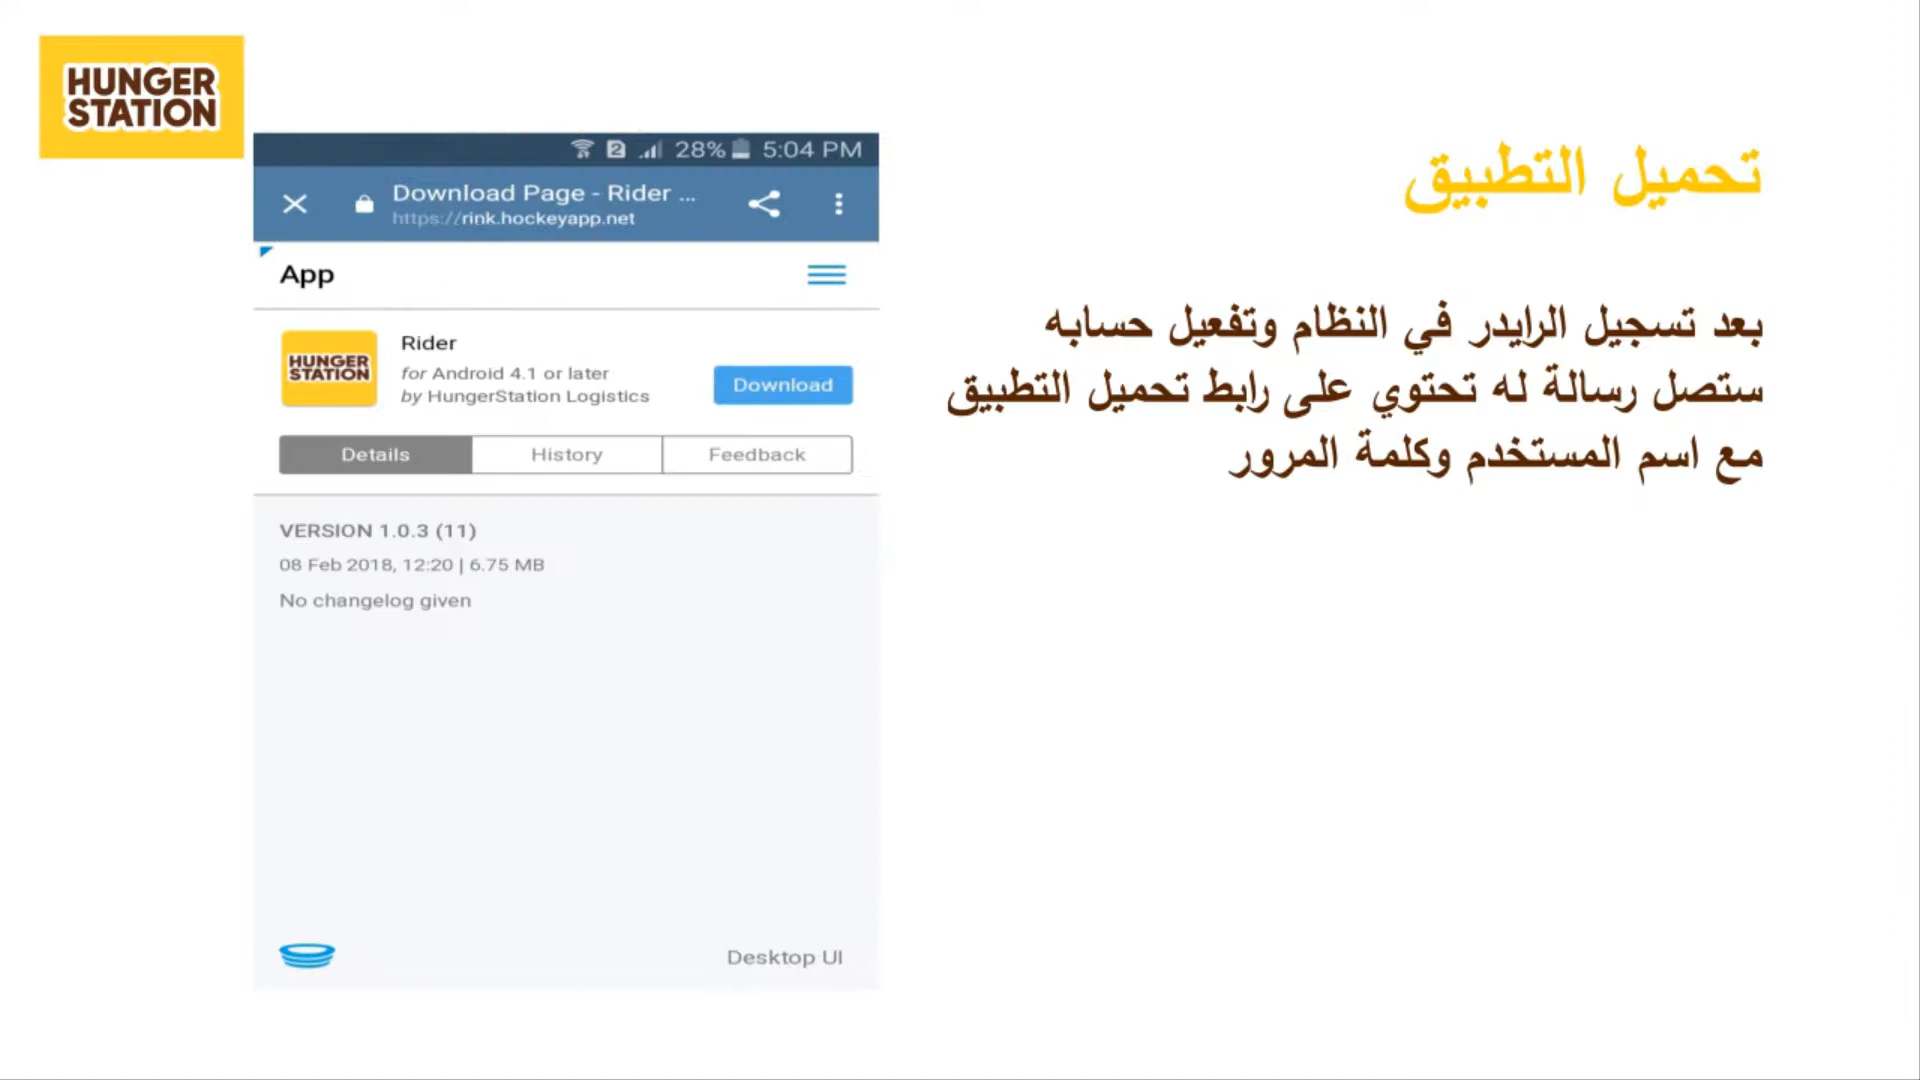 HUNGER
STATION
28% 5:04 PM
Download Page - Rider ...
https://rink.hockeyapp.net
App
HUNGER
STATION
Rider
for Android 4.1 or later
by HungerStation Logistics
Download
Details History Feedback
VERSION 1.0.3 (11)
08 Feb 2018, 12:20 | 6.75 MB
No changelog given
Desktop UI
تحميل التطبيق
بعد تسجيل الرايدر في النظام وتفعيل حسابه
ستصل رسالة له تحتوي على رابط تحميل التطبيق
مع اسم المستخدم وكلمة المرور